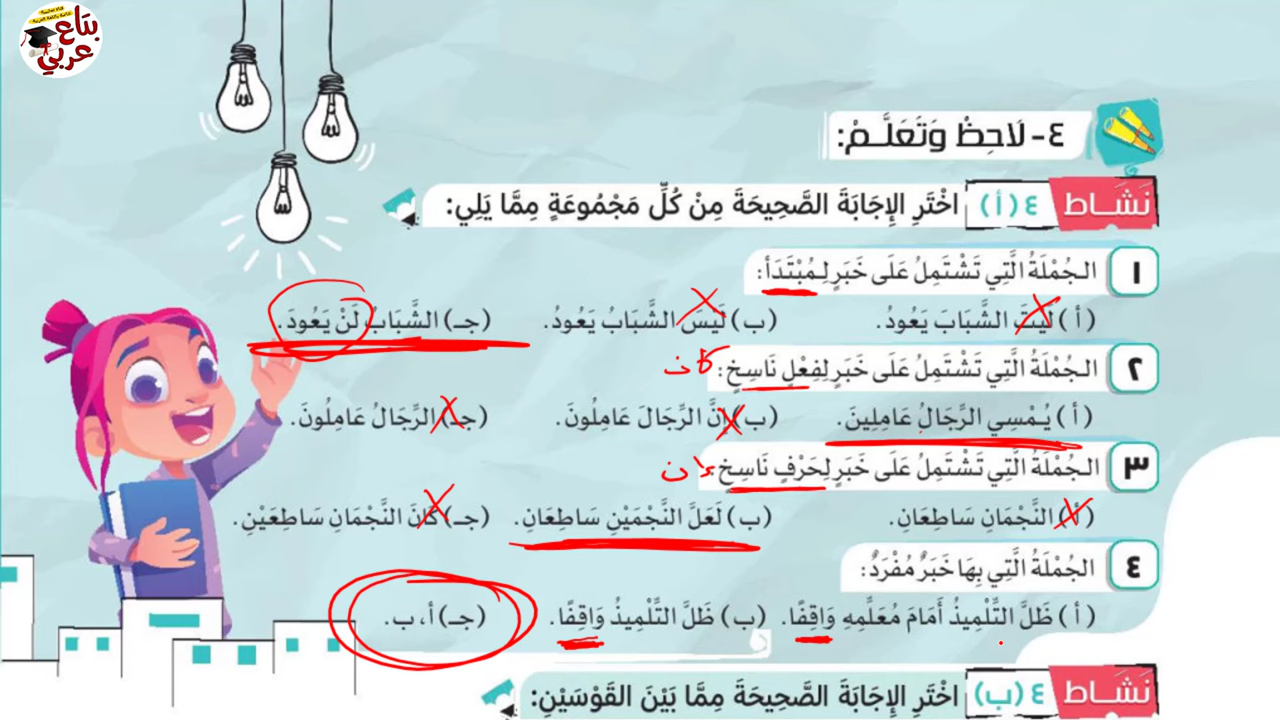 بتاع عربي
٤- لَاحِظْ وَتَعَلَّمْ:
نَشَاط ٤ (أ) اخْتَرِ الإِجَابَةَ الصَّحِيحَةَ مِنْ كُلِّ مَجْمُوعَةٍ مِمَّا يَلِي:
١ الجُمْلَةُ الَّتِي تَشْتَمِلُ عَلَى خَبَرٍ لِمُبْتَدَأ:
(أ) لَيْتَ الشَّبَابَ يَعُودُ. (ب) لَيْسَ الشَّبَابُ يَعُودُ. (جـ) الشَّبَابُ لَنْ يَعُودَ.
٢ الجُمْلَةُ الَّتِي تَشْتَمِلُ عَلَى خَبَرٍ لِفِعْلٍ نَاسِخٍ: كان
(أ) يُمْسِي الرِّجَالُ عَامِلِينَ. (ب) إِنَّ الرِّجَالَ عَامِلُونَ. (جـ) الرِّجَالُ عَامِلُونَ.
٣ الجُمْلَةُ الَّتِي تَشْتَمِلُ عَلَى خَبَرٍ لِحَرْفٍ نَاسِخٍ: إن
(أ) النَّجْمَانِ سَاطِعَانِ. (ب) لَعَلَّ النَّجْمَيْنِ سَاطِعَانِ. (جـ) كَانَ النَّجْمَانِ سَاطِعَيْنِ.
٤ الجُمْلَةُ الَّتِي بِهَا خَبَرٌ مُفْرَدٌ:
(أ) ظَلَّ التِّلْمِيذُ أَمَامَ مُعَلِّمِهِ وَاقِفًا. (ب) ظَلَّ التِّلْمِيذُ وَاقِفًا. (جـ) أ، ب.
نَشَاط ٤ (ب) اخْتَرِ الإِجَابَةَ الصَّحِيحَةَ مِمَّا بَيْنَ القَوْسَيْنِ: